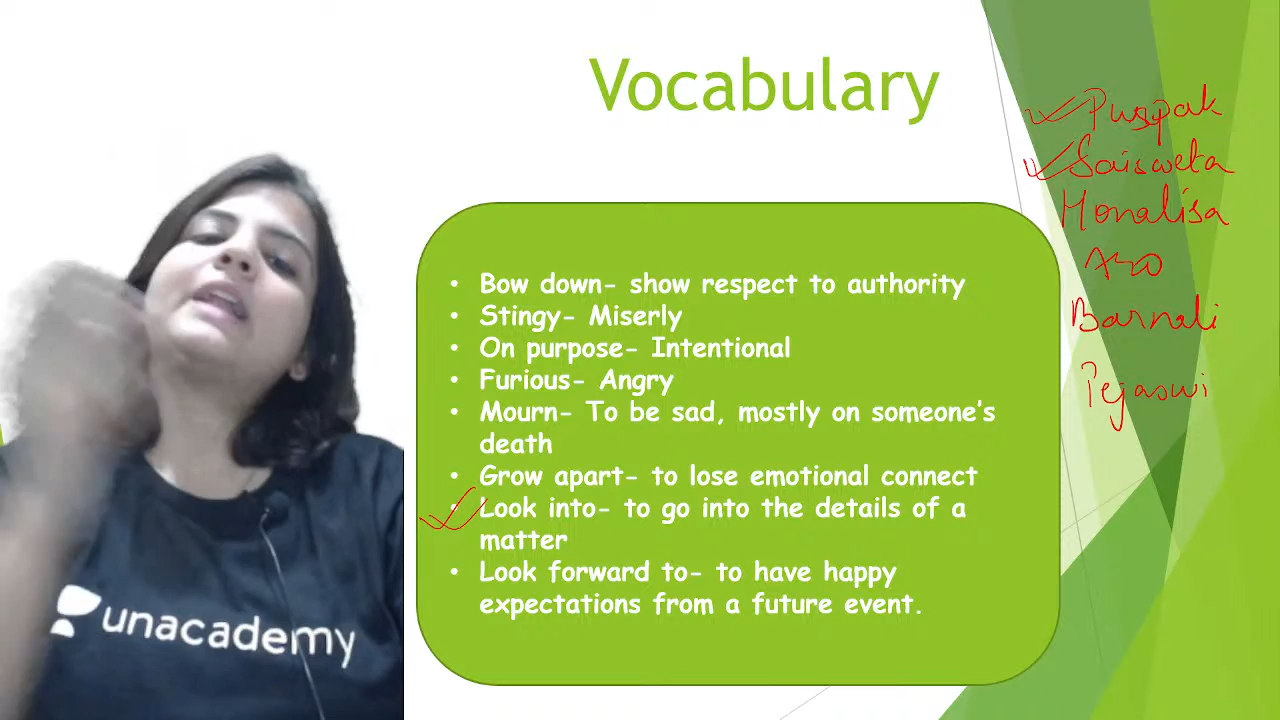 Vocabulary
Puspak
Saisweta
Monalisa
Barnali
Tejaswi
• Bow down- show respect to authority
• Stingy- Miserly
• On purpose- Intentional
• Furious- Angry
• Mourn- To be sad, mostly on someone's
death
• Grow apart- to lose emotional connect
• Look into- to go into the details of a
matter
• Look forward to- to have happy
expectations from a future event.
unacademy